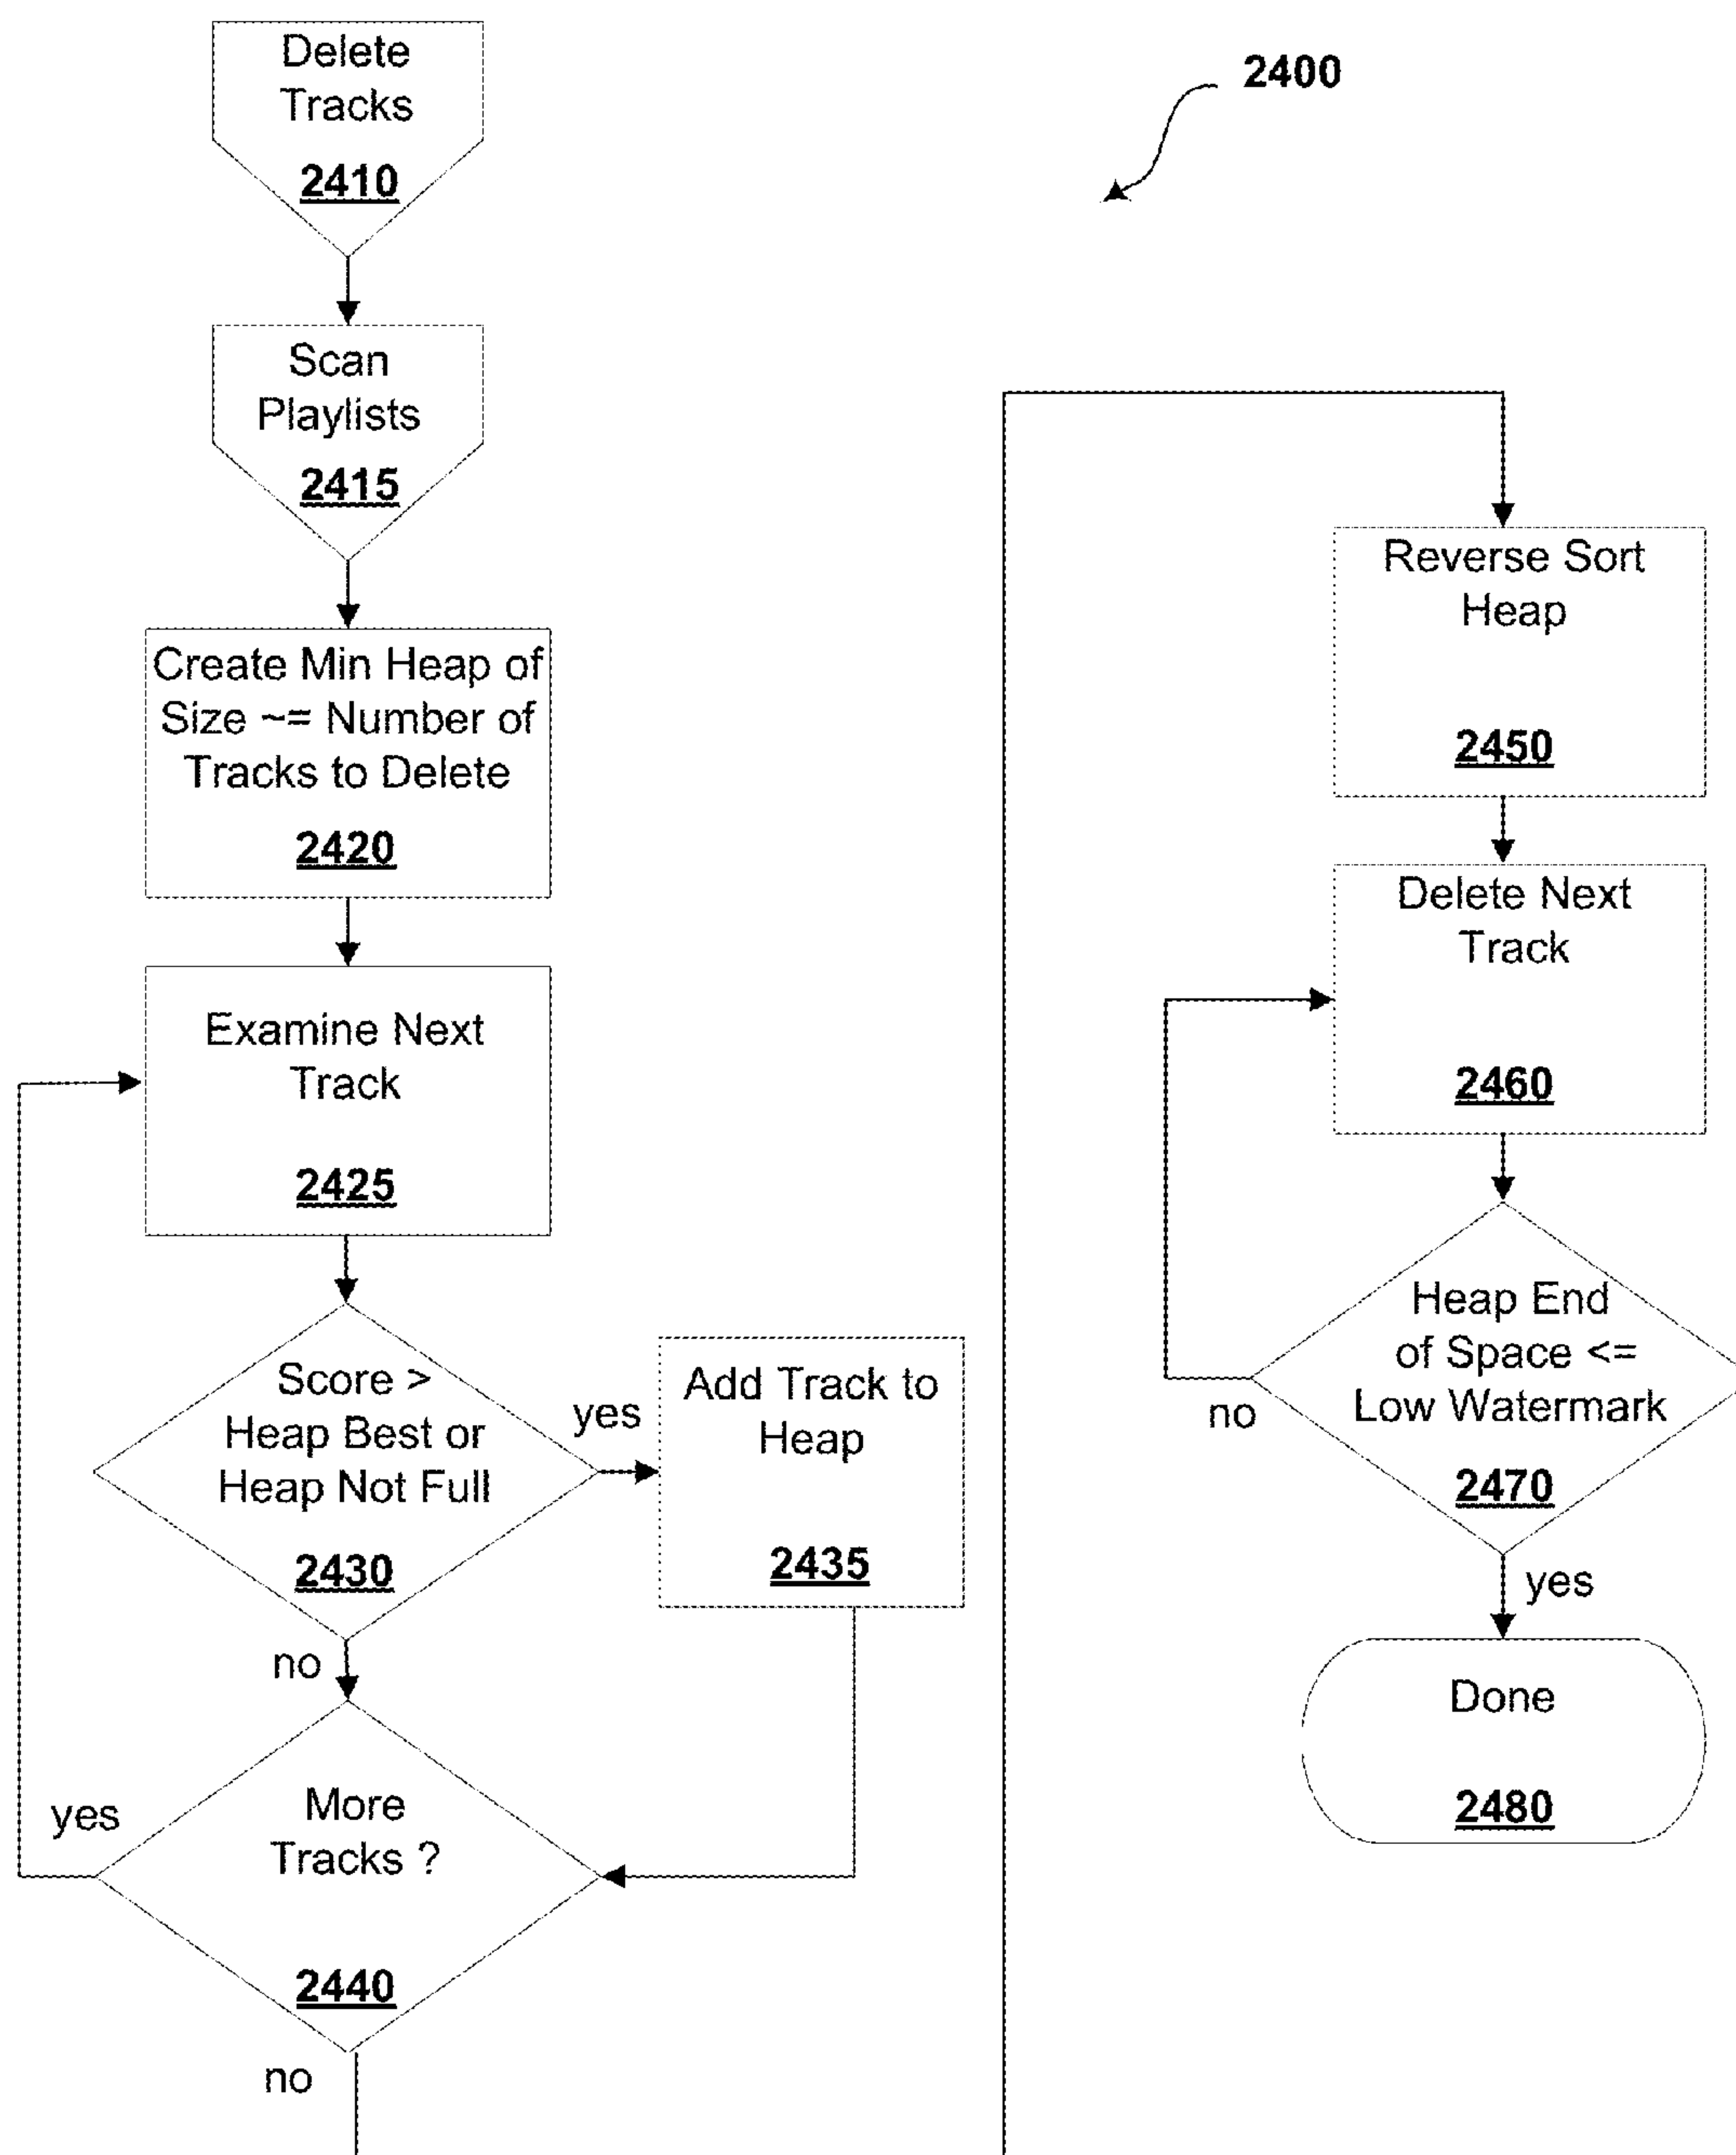 Delete
Tracks
2410
2400
Scan
Playlists
2415
Create Min Heap of
Size ~= Number of
Tracks to Delete
2420
Examine Next
Track
2425
Score >
Heap Best or
Heap Not Full
2430
yes
Add Track to
Heap
2435
no
More
Tracks ?
2440
yes
no
Reverse Sort
Heap
2450
Delete Next
Track
2460
Heap End
of Space <=
Low Watermark
2470
no
yes
Done
2480